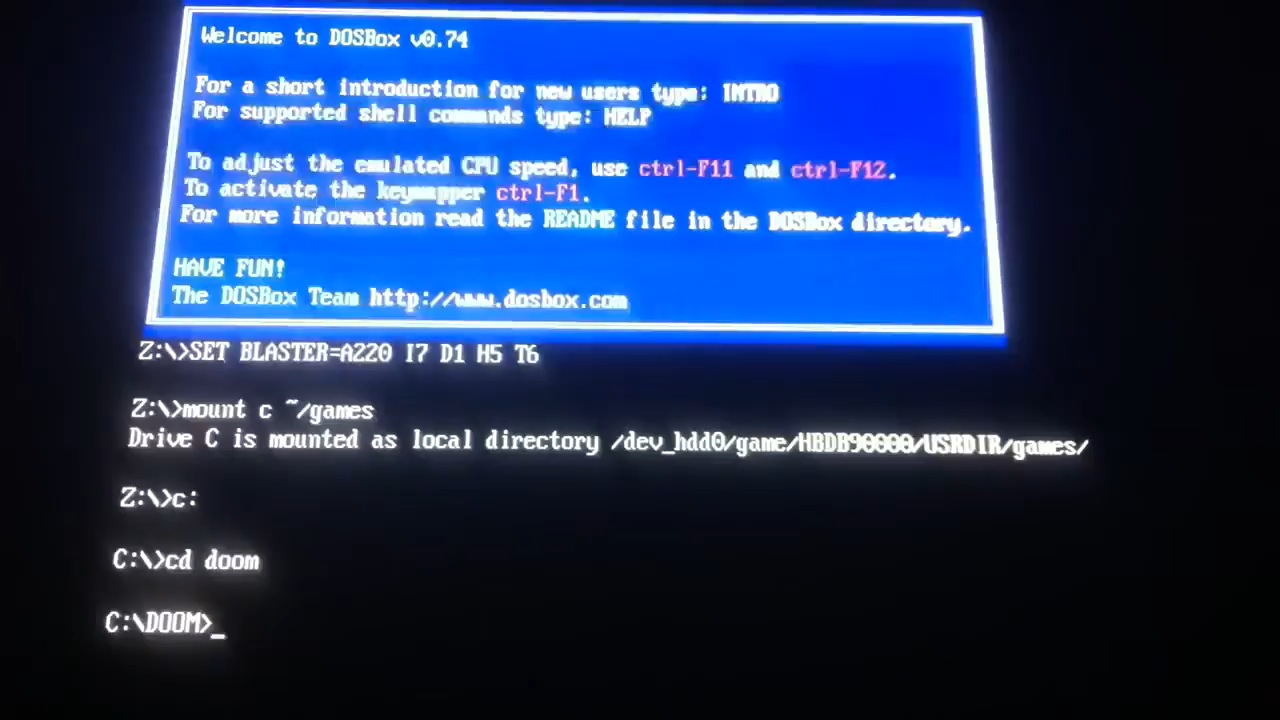 Welcome to DOSBox v0.74
For a short introduction for new users type: INTRO
For supported shell commands type: HELP
To adjust the emulated CPU speed, use ctrl-F11 and ctrl-F12.
To activate the keymapper ctrl-F1.
For more information read the README file in the DOSBox directory.
HAVE FUN!
The DOSBox Team http://www.dosbox.com
Z:\>SET BLASTER=A220 I7 D1 H5 T6
Z:\>mount c ~/games
Drive C is mounted as local directory /dev_hdd0/game/HBDB90000/USRDIR/games/
Z:\>c:
C:\>cd doom
C:\DOOM>_